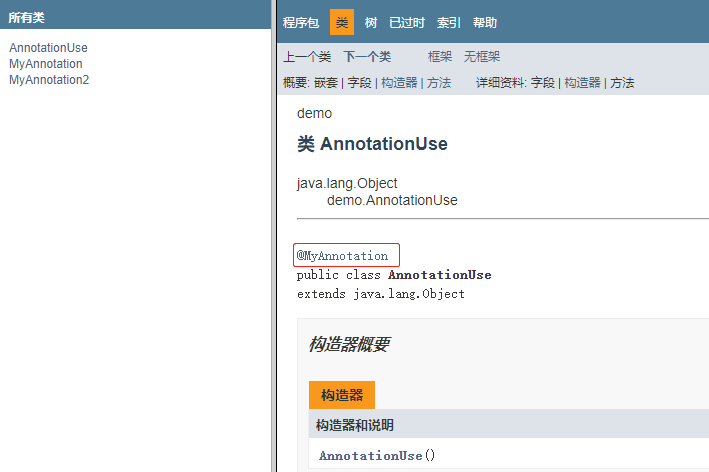 所有类
AnnotationUse
MyAnnotation
MyAnnotation2
程序包 类 树 已过时 索引 帮助
上一个类 下一个类 框架 无框架
概要: 嵌套 | 字段 | 构造器 | 方法 详细资料: 字段 | 构造器 | 方法
demo
类 AnnotationUse
java.lang.Object
demo.AnnotationUse
@MyAnnotation
public class AnnotationUse
extends java.lang.Object
构造器概要
构造器
构造器和说明
AnnotationUse()